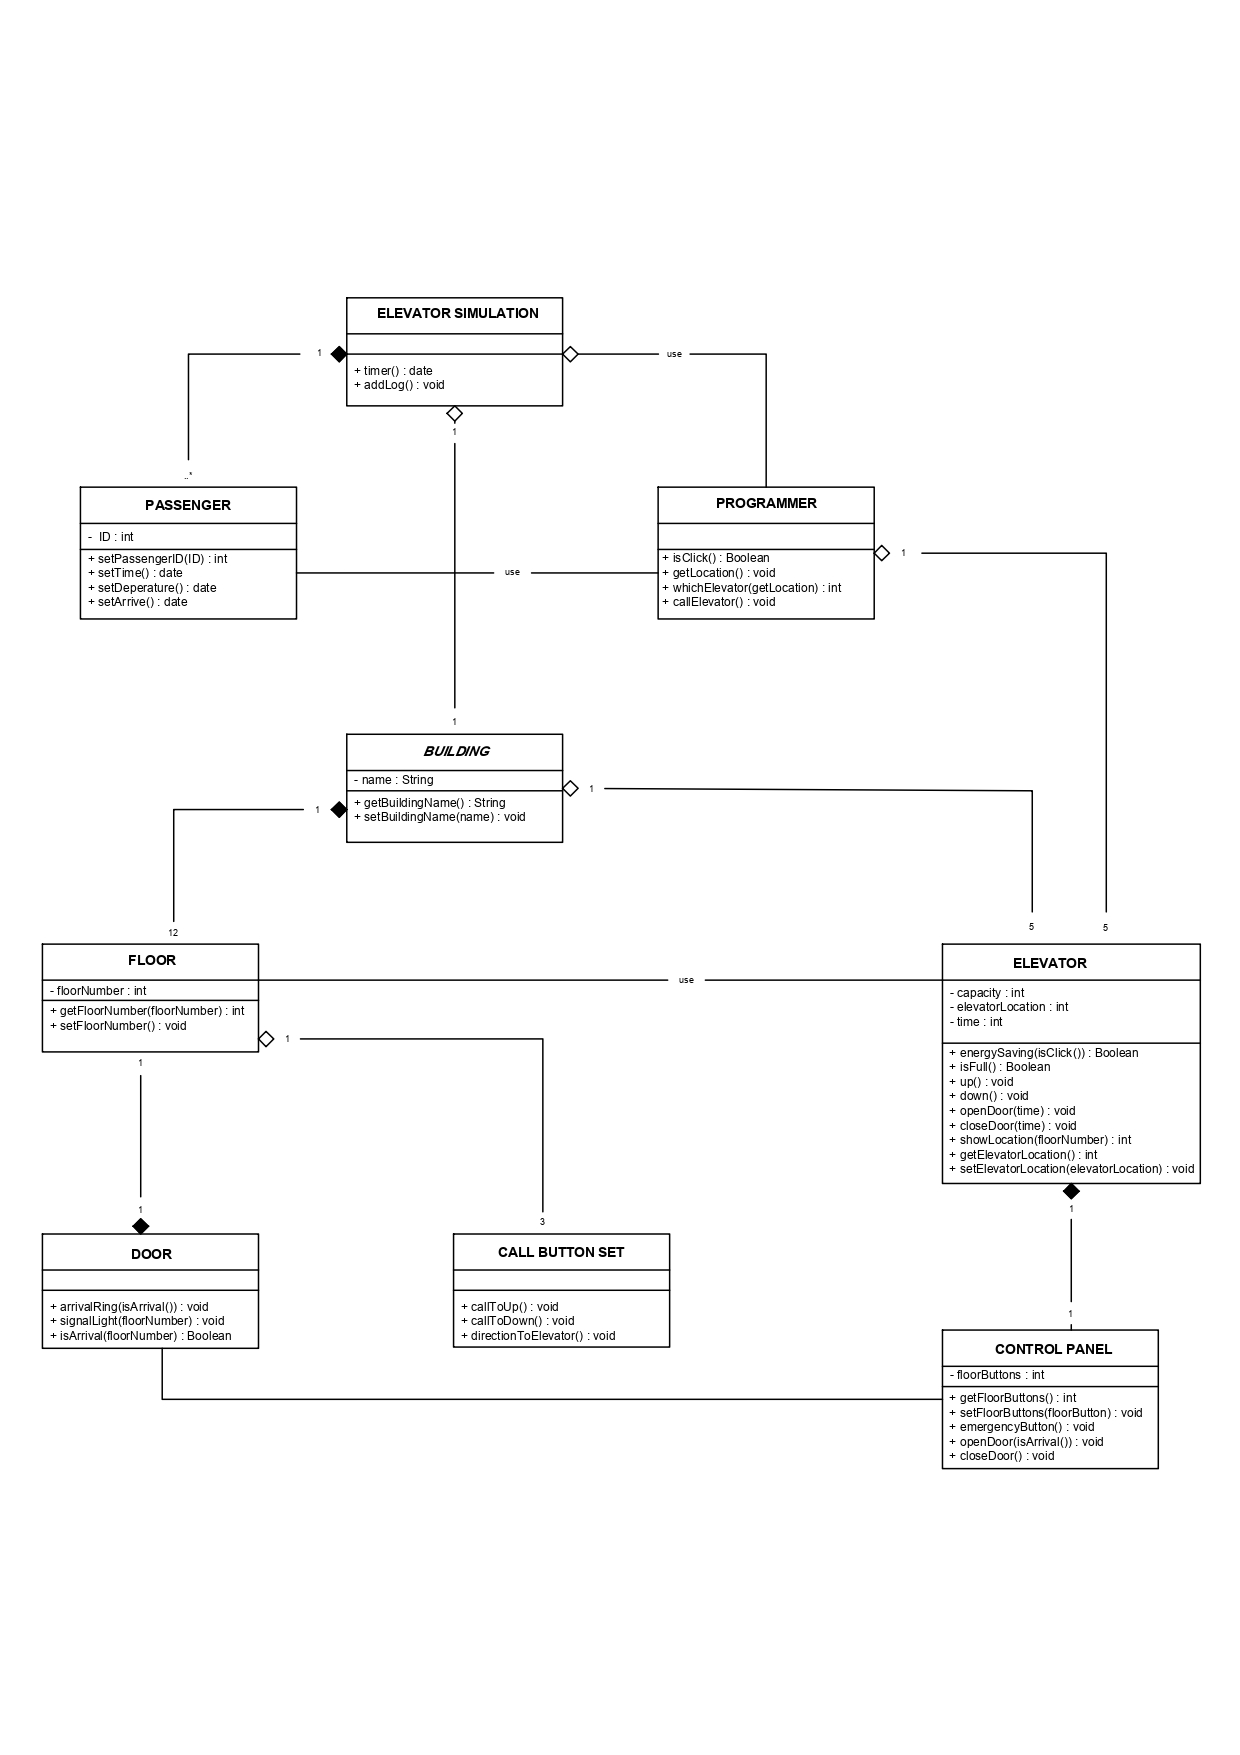 ELEVATOR SIMULATION
+ timer() : date
+ addLog() : void
1
use
1
..*
PASSENGER
- ID : int
+ setPassengerID(ID) : int
+ setTime() : date
+ setDeperature() : date
+ setArrive() : date
use
PROGRAMMER
+ isClick() : Boolean
+ getLocation() : void
+ whichElevator(getLocation) : int
+ callElevator() : void
1
1
BUILDING
- name : String
+ getBuildingName() : String
+ setBuildingName(name) : void
1
1
12
5
5
FLOOR
- floorNumber : int
+ getFloorNumber(floorNumber) : int
+ setFloorNumber() : void
use
ELEVATOR
- capacity : int
- elevatorLocation : int
- time : int
+ energySaving(isClick()) : Boolean
+ isFull() : Boolean
+ up() : void
+ down() : void
+ openDoor(time) : void
+ closeDoor(time) : void
+ showLocation(floorNumber) : int
+ getElevatorLocation() : int
+ setElevatorLocation(elevatorLocation) : void
1
1
1
3
1
DOOR
+ arrivalRing(isArrival()) : void
+ signalLight(floorNumber) : void
+ isArrival(floorNumber) : Boolean
CALL BUTTON SET
+ callToUp() : void
+ callToDown() : void
+ directionToElevator() : void
1
CONTROL PANEL
- floorButtons : int
+ getFloorButtons() : int
+ setFloorButtons(floorButton) : void
+ emergencyButton() : void
+ openDoor(isArrival()) : void
+ closeDoor() : void